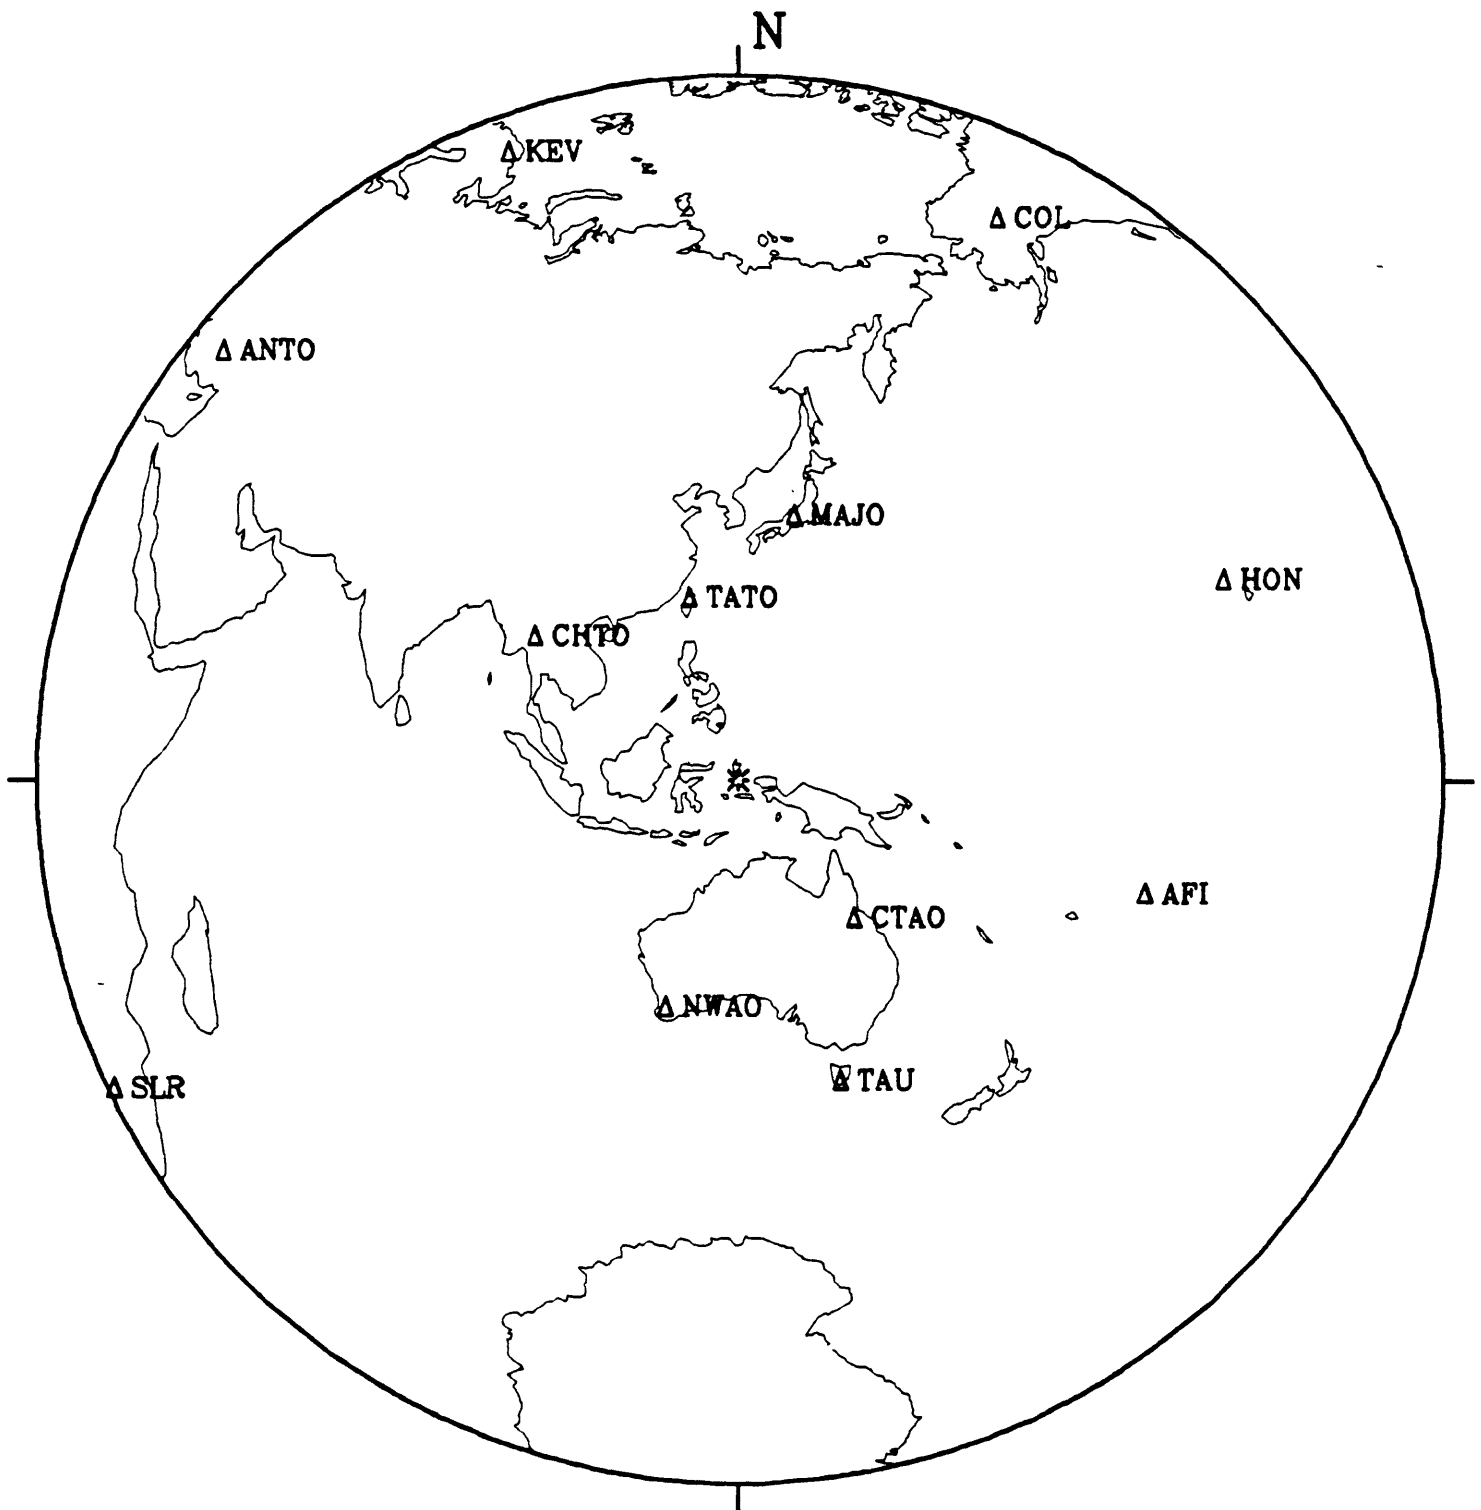 N
KEV
COL
ANTO
MAJO
HON
TATO
CHTO
AFI
CTAO
NWAO
TAU
SLR